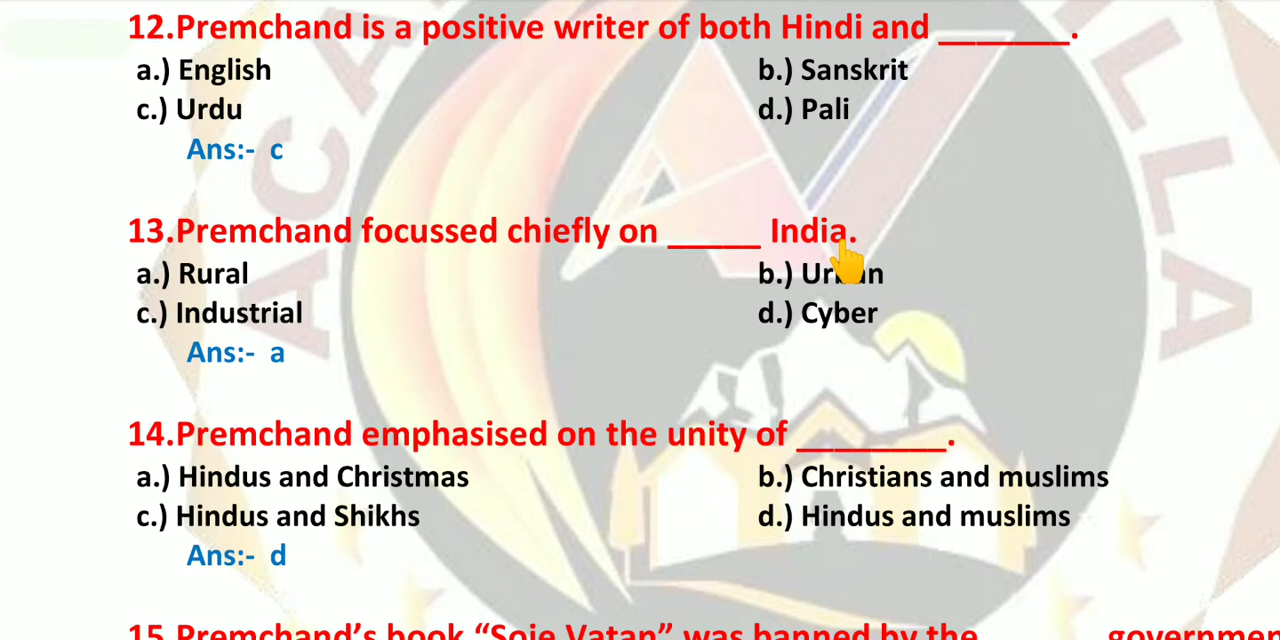 12.Premchand is a positive writer of both Hindi and _______.
a.) English b.) Sanskrit
c.) Urdu d.) Pali
Ans:- c
13.Premchand focussed chiefly on _____ India.
a.) Rural b.) Urban
c.) Industrial d.) Cyber
Ans:- a
14.Premchand emphasised on the unity of ________.
a.) Hindus and Christmas b.) Christians and muslims
c.) Hindus and Shikhs d.) Hindus and muslims
Ans:- d
15.Premchand's book “Soje Vatan” was banned by the